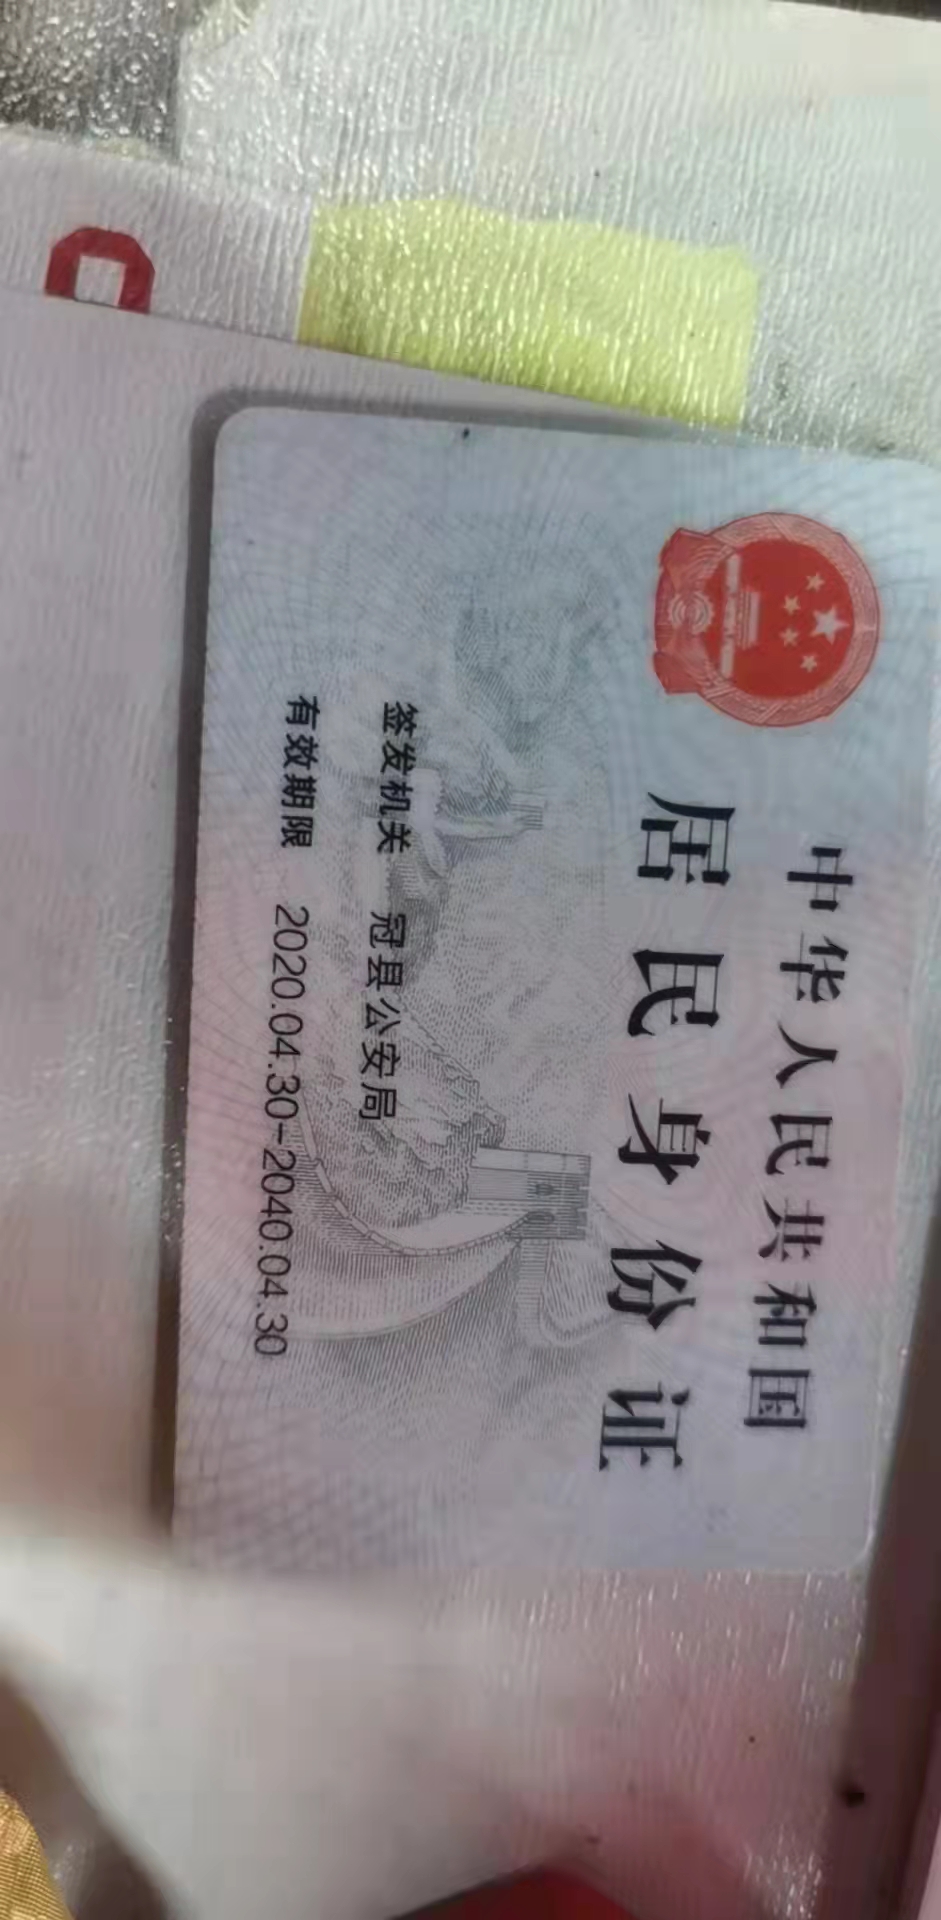 中华人民共和国
居民身份证
签发机关 冠县公安局
有效期限 2020.04.30-2040.04.30